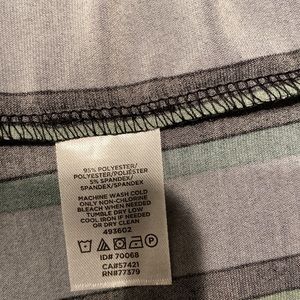 95% POLYESTER/
POLYESTER/POLIÉSTER
5% SPANDEX/
SPANDEX/SPANDEX
MACHINE WASH COLD
ONLY NON-CHLORINE
BLEACH WHEN NEEDED
TUMBLE DRY LOW
COOL IRON IF NEEDED
OR DRY CLEAN
493602
ID# 70068
CA#57421
RN#77379